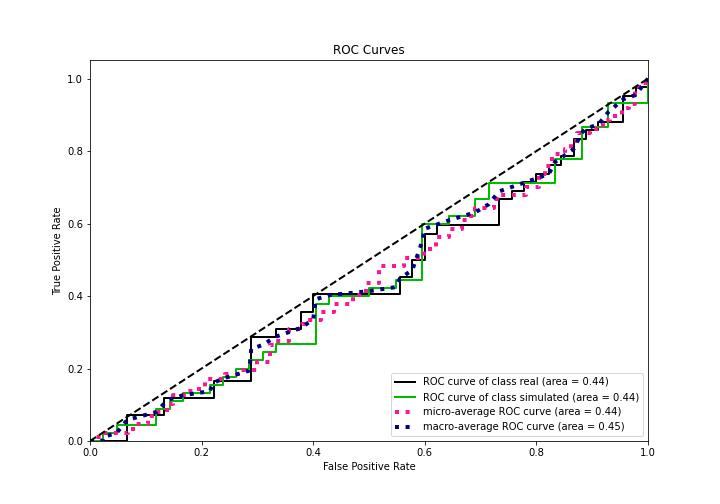 ROC Curves
True Positive Rate
1.0
0.8
0.6
0.4
0.2
0.0
ROC curve of class real (area = 0.44)
ROC curve of class simulated (area = 0.44)
micro-average ROC curve (area = 0.44)
macro-average ROC curve (area = 0.45)
0.0 0.2 0.4 0.6 0.8 1.0
False Positive Rate